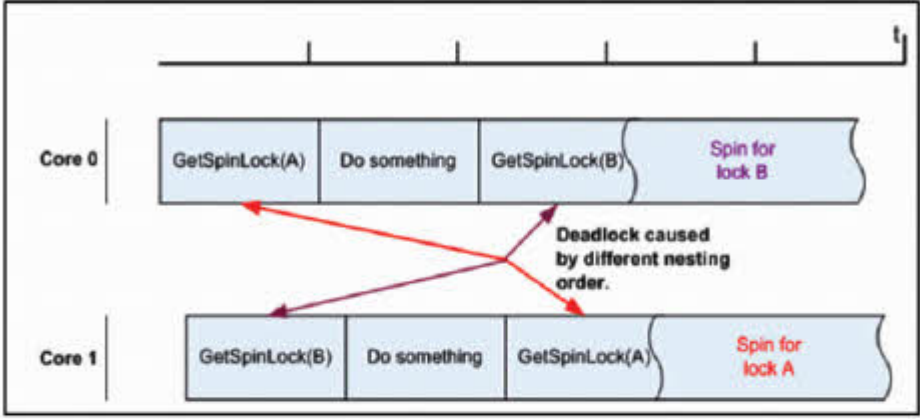 t
Core 0
GetSpinLock(A)
Do something
GetSpinLock(B)
Spin for
lock B
Deadlock caused
by different nesting
order.
Core 1
GetSpinLock(B)
Do something
GetSpinLock(A)
Spin for
lock A